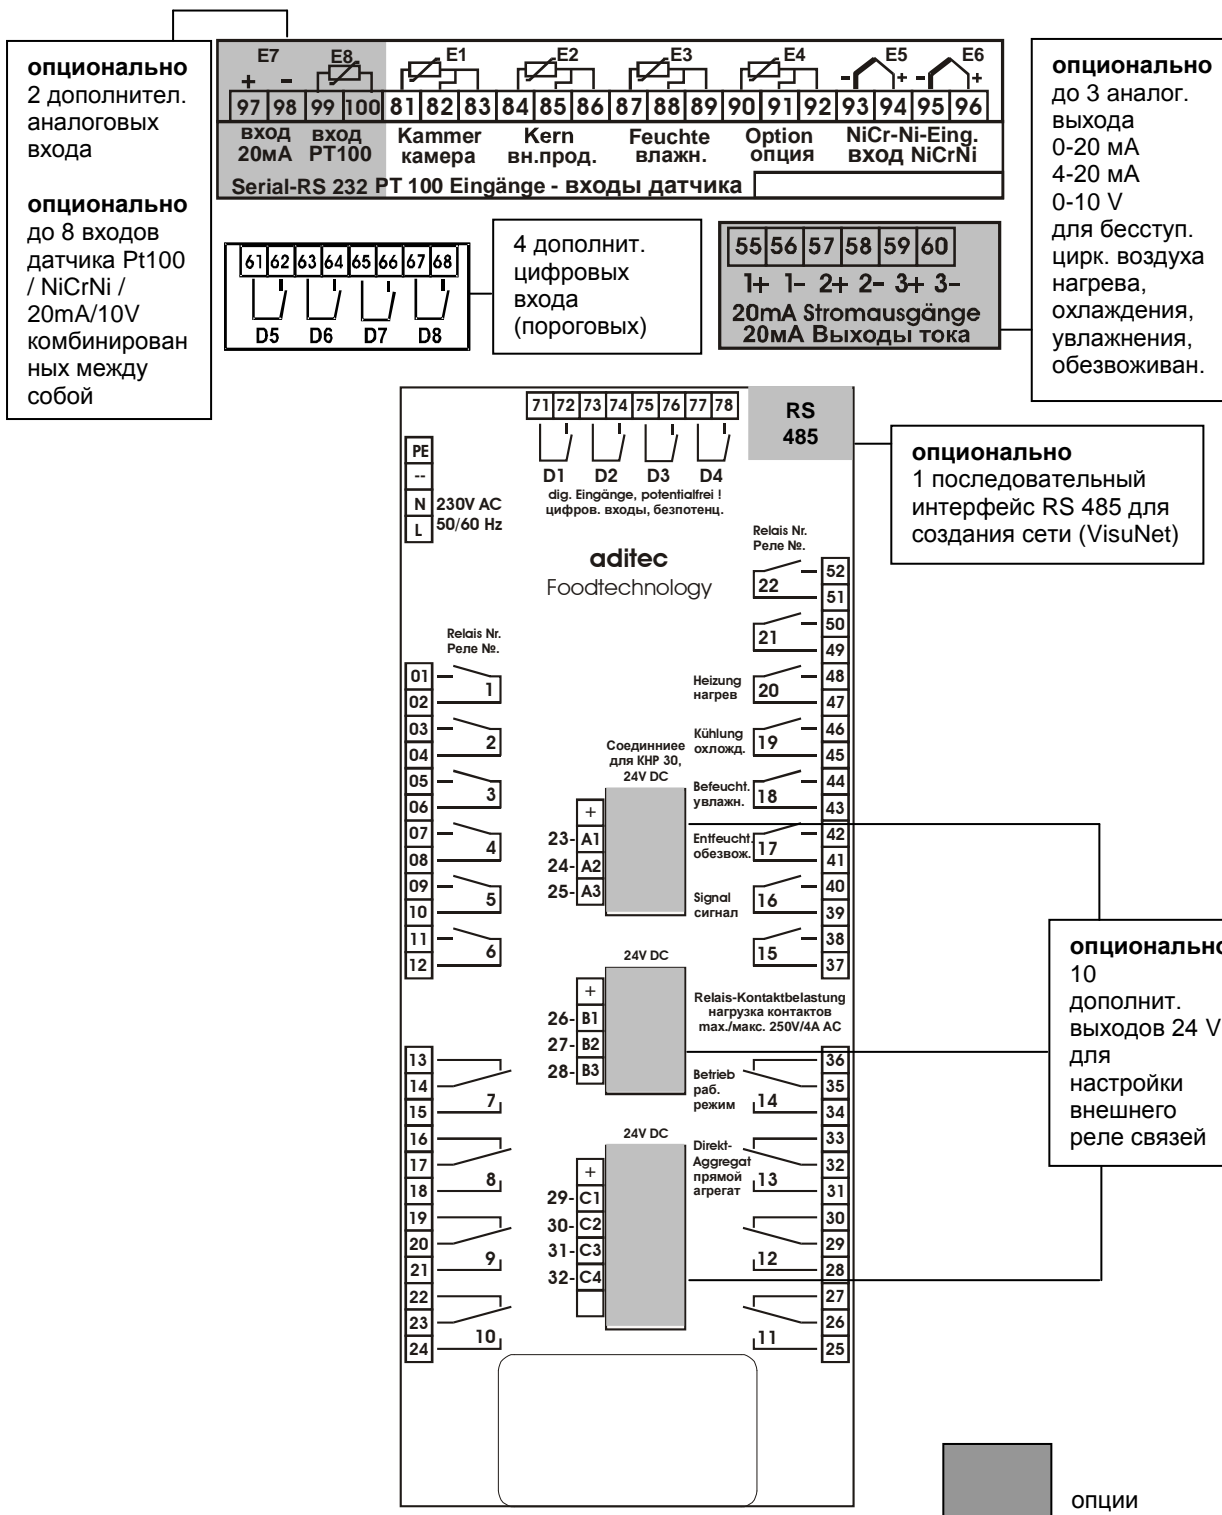 опционально
2 дополнител.
аналоговых
входа
опционально
до 8 входов
датчика Pt100
/ NiCrNi /
20mA/10V
комбинирован
ных между
собой
E7 E8 E1 E2 E3 E4 E5 E6
+ - - + - +
97 98 99 100 81 82 83 84 85 86 87 88 89 90 91 92 93 94 95 96
вход вход Kammer Kern Feuchte Option NiCr-Ni-Eing.
20мА PT100 камера вн.прод. влажн. опция вход NiCrNi
Serial-RS 232 PT 100 Eingänge - входы датчика
опционально
до 3 аналог.
выхода
0-20 мА
4-20 мА
0-10 V
для бесступ.
цирк. воздуха
нагрева,
охлаждения,
увлажнения,
обезвоживан.
61 62 63 64 65 66 67 68
D5 D6 D7 D8
4 дополнит.
цифровых
входа
(пороговых)
55 56 57 58 59 60
1+ 1- 2+ 2- 3+ 3-
20mA Stromausgänge
20мА Выходы тока
71 72 73 74 75 76 77 78
D1 D2 D3 D4
dig. Eingänge, potentialfrei !
цифров. входы, безпотенц.
RS
485
опционально
1 последовательный
интерфейс RS 485 для
создания сети (VisuNet)
PE
--
N 230V AC
L 50/60 Hz
aditec
Foodtechnology
Relais Nr.
Реле №.
52
22
51
50
21
49
Heizung 48
нагрев 20
47
Kühlung 46
охложд. 19
45
Befeucht. 44
увлажн. 18
43
Entfeucht. 42
обезвож. 17
41
Signal 40
сигнал 16
39
38
15
37
Relais Nr.
Реле №.
01
1
02
03
2
04
05
3
06
07
4
08
09
5
10
11
6
12
Соединниее
для КНР 30,
24V DC
+
23- A1
24- A2
25- A3
24V DC
+
26- B1
27- B2
28- B3
Relais-Kontaktbelastung
нагрузка контактов
max./макс. 250V/4A AC
опционально
10
дополнит.
выходов 24 V
для
настройки
внешнего
реле связей
13
14
7
15
16
17
8
18
19
20
9
21
22
23
10
24
24V DC
+
29- C1
30- C2
31- C3
32- C4
Betrieb
раб.
режим
36
35
14
34
Direkt-
Aggregat
прямой
агрегат
33
32
13
31
30
29
12
28
27
26
11
25
опции